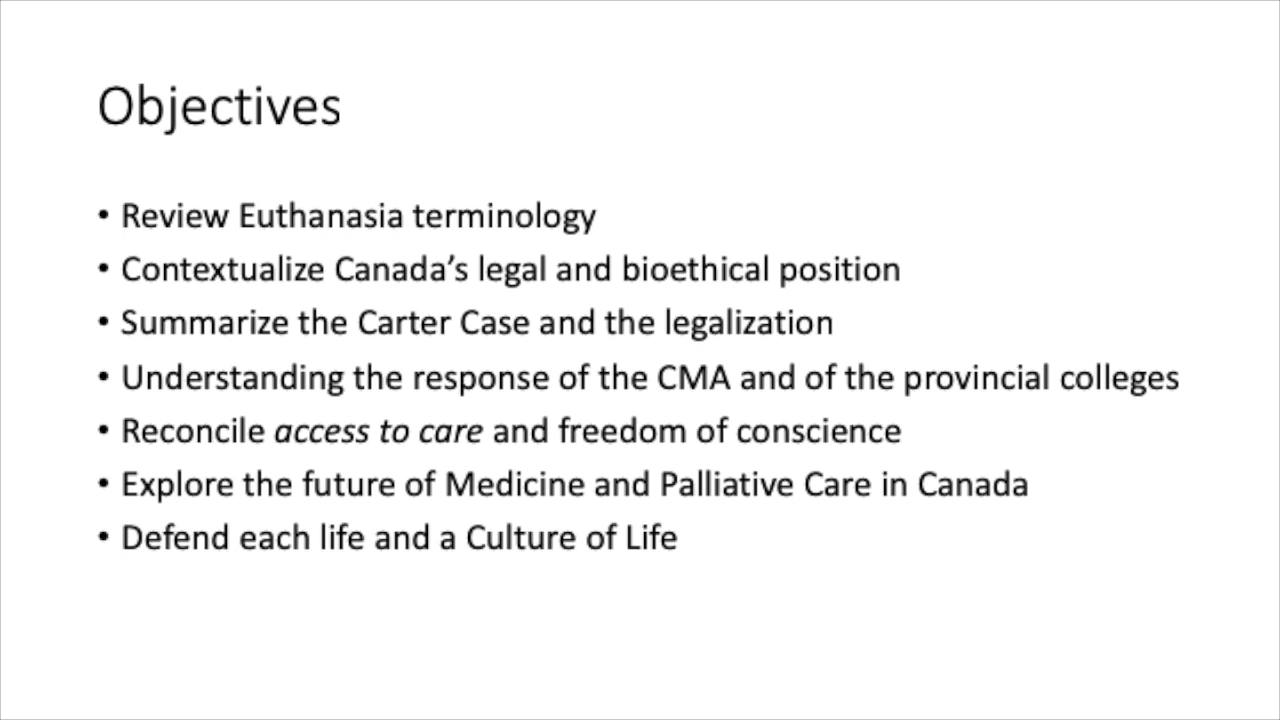 Objectives
• Review Euthanasia terminology
• Contextualize Canada’s legal and bioethical position
• Summarize the Carter Case and the legalization
• Understanding the response of the CMA and of the provincial colleges
• Reconcile access to care and freedom of conscience
• Explore the future of Medicine and Palliative Care in Canada
• Defend each life and a Culture of Life